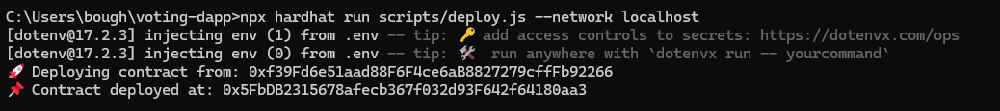 C:\Users\bough\voting-dapp>npx hardhat run scripts/deploy.js --network localhost
[dotenv@17.2.3] injecting env (1) from .env -- tip: 🔑 add access controls to secrets: https://dotenvx.com/ops
[dotenv@17.2.3] injecting env (0) from .env -- tip: 🛠️ run anywhere with `dotenvx run -- yourcommand`
🚀 Deploying contract from: 0xf39Fd6e51aad88F6F4ce6aB8827279cffFb92266
📌 Contract deployed at: 0x5FbDB2315678afecb367f032d93F642f64180aa3